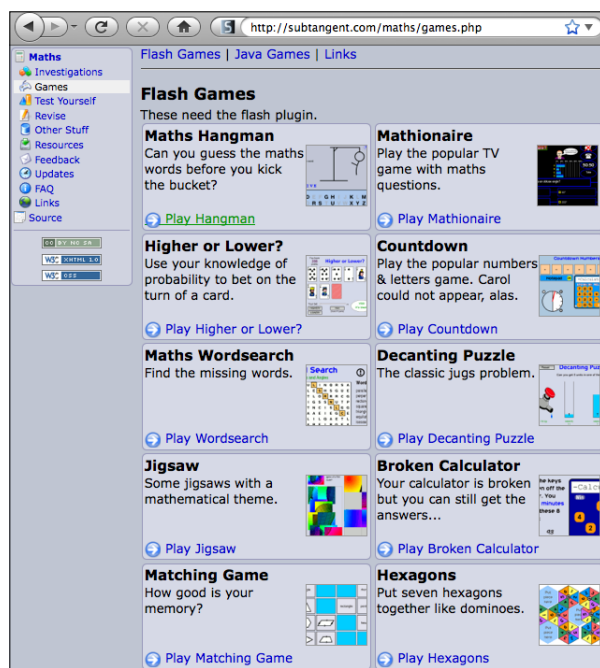 http://subtangent.com/maths/games.php
Maths
Investigations
Games
Test Yourself
Revise
Other Stuff
Resources
Feedback
Updates
FAQ
Links
Source
Flash Games | Java Games | Links
Flash Games
These need the flash plugin.
Maths Hangman
Can you guess the maths
words before you kick
the bucket?
Play Hangman
Mathionaire
Play the popular TV
game with maths
questions.
Play Mathionaire
Higher or Lower?
Use your knowledge of
probability to bet on the
turn of a card.
Higher or Lower?
Play Higher or Lower?
Countdown
Play the popular numbers
& letters game. Carol
could not appear, alas.
Countdown Numbers
Play Countdown
Maths Wordsearch
Find the missing words.
Search
Play Wordsearch
Decanting Puzzle
The classic jugs problem.
Play Decanting Puzzle
Jigsaw
Some jigsaws with a
mathematical theme.
Play Jigsaw
Broken Calculator
Your calculator is broken
but you can still get the
answers...
Play Broken Calculator
Matching Game
How good is your
memory?
Play Matching Game
Hexagons
Put seven hexagons
together like dominoes.
Play Hexagons